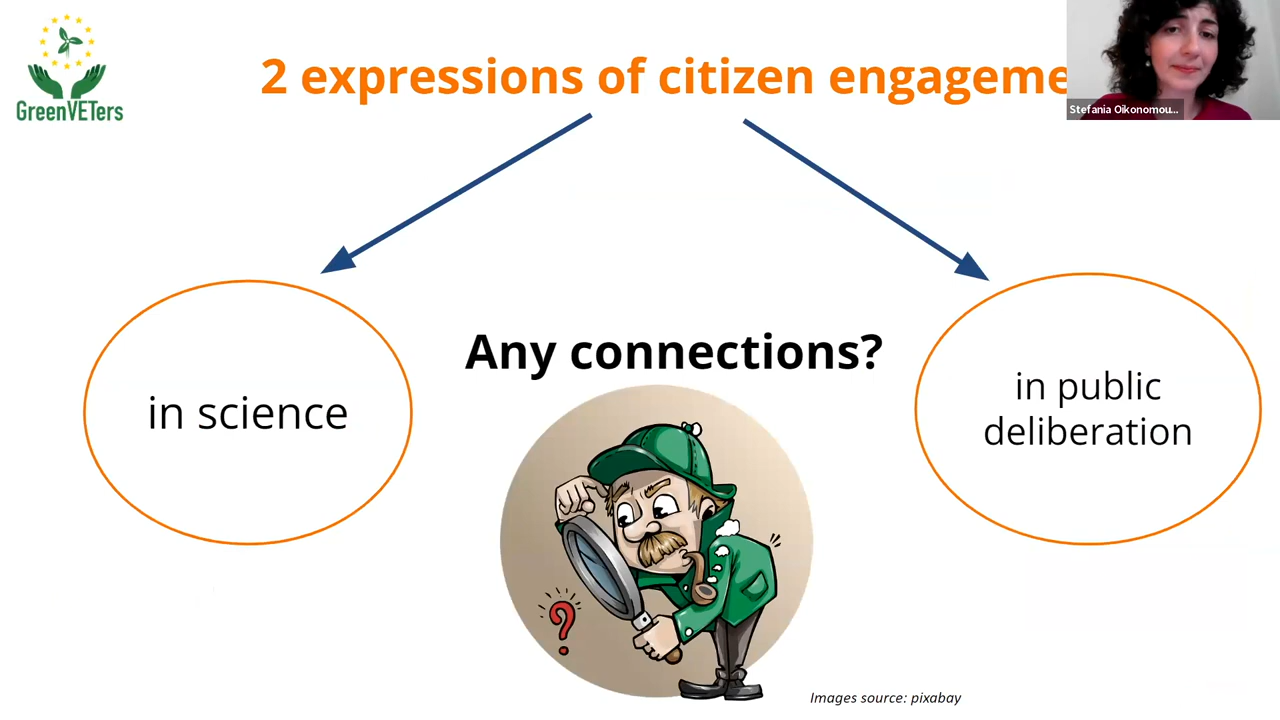 GreenVETers
2 expressions of citizen engageme
Stefania Oikonomou...
Any connections?
in science
in public
deliberation
?
Images source: pixabay